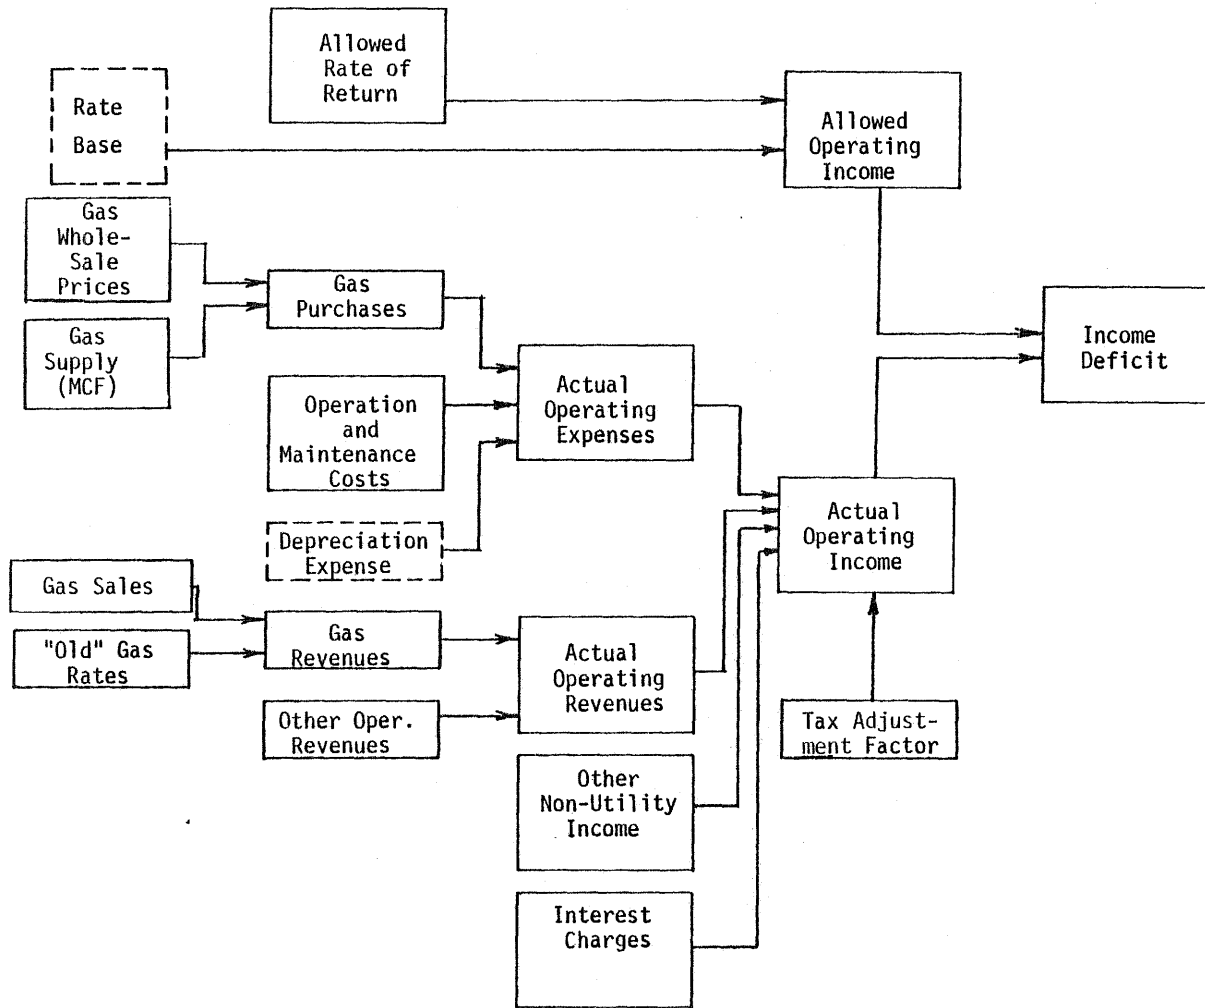 Allowed
Rate of
Return
Rate
Base
Allowed
Operating
Income
Gas
Whole-
Sale
Prices
Gas
Purchases
Gas
Supply
(MCF)
Income
Deficit
Actual
Operating
Expenses
Operation
and
Maintenance
Costs
Depreciation
Expense
Actual
Operating
Income
Gas Sales
"Old" Gas
Rates
Gas
Revenues
Actual
Operating
Revenues
Other Oper.
Revenues
Tax Adjust-
ment Factor
Other
Non-Utility
Income
Interest
Charges